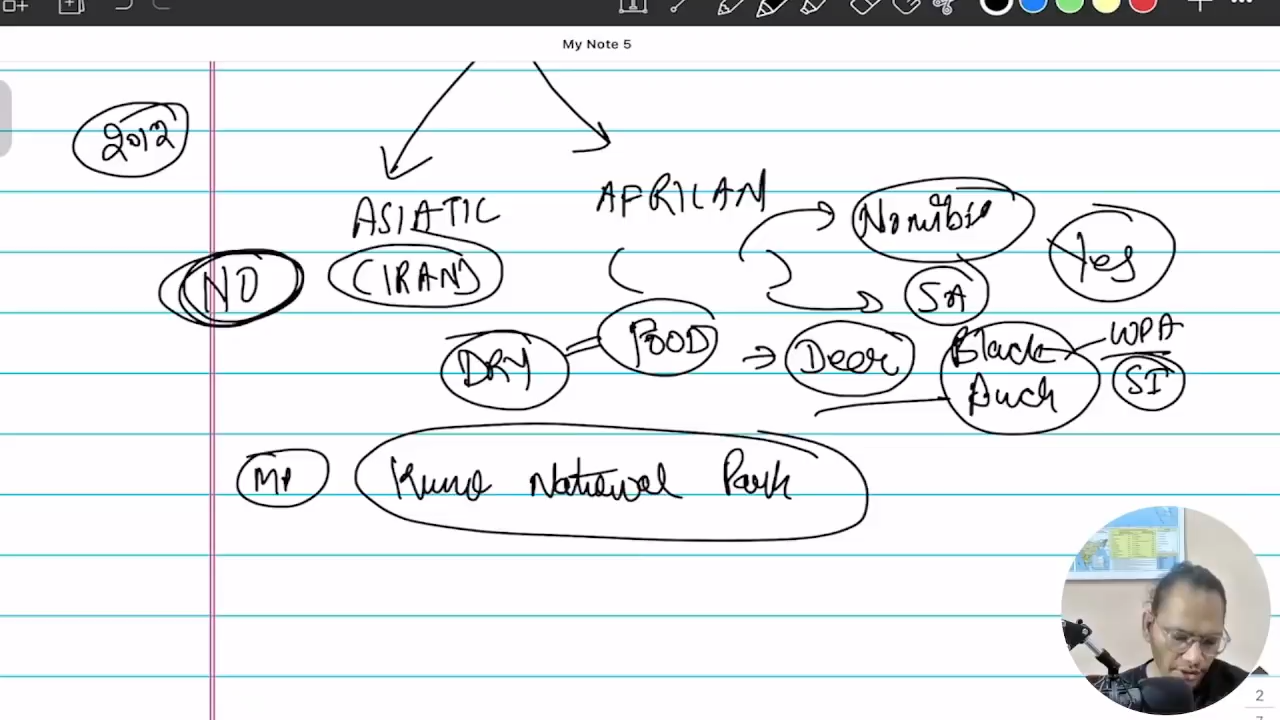 My Note 5
2012
ASIATIC AFRICAN
Namibia
NO (IRAN) Yes
SA
DRY FOOD → Deer Black Buck WPA SI
MP Kuno National Park
2